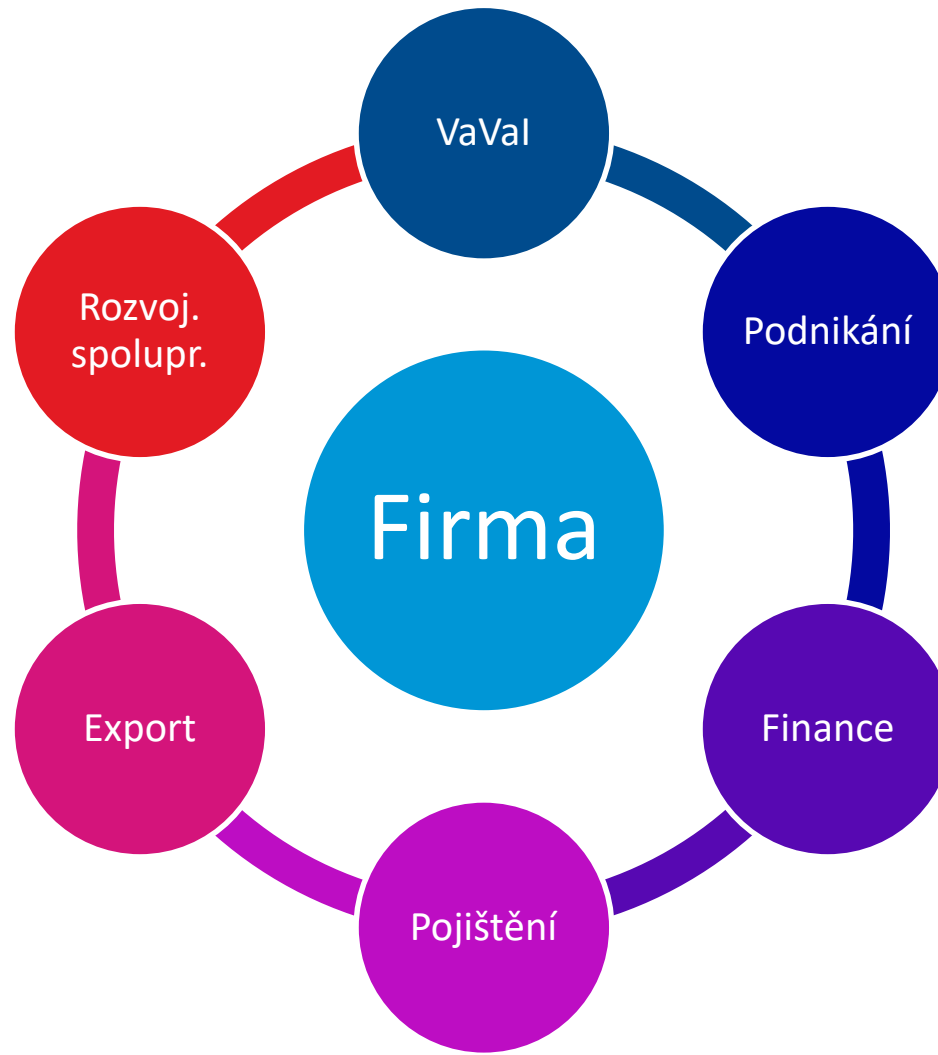 VaVaI
Rozvoj.
spolupr.
Podnikání
Firma
Export
Finance
Pojištění